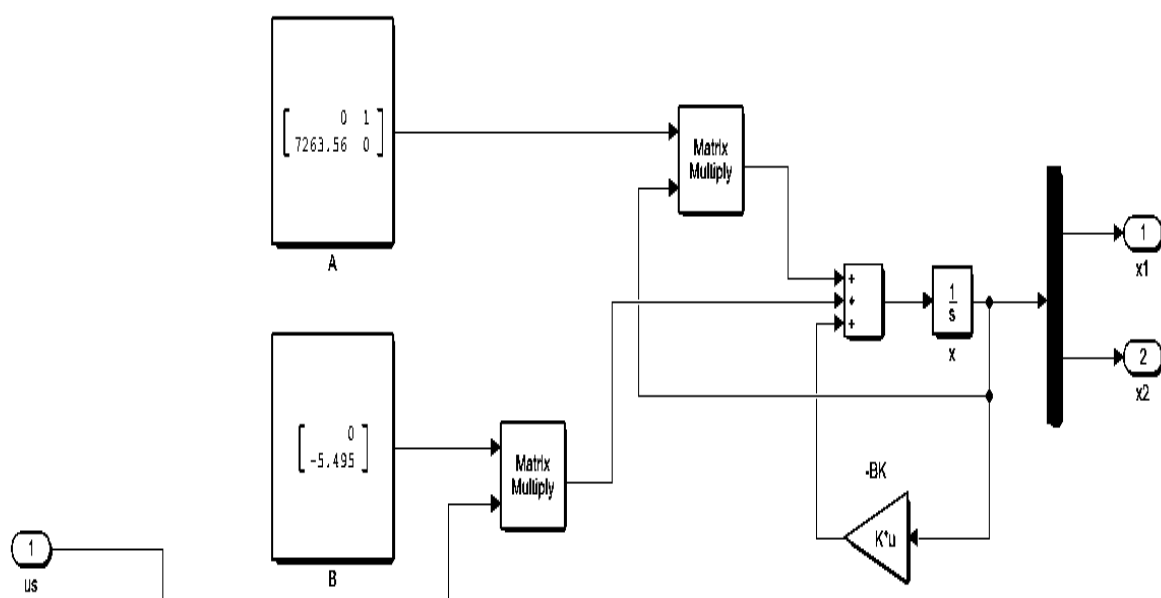 0 1
7263.56 0
A
Matrix
Multiply
+
+
+
1
s
x
1
x1
2
x2
0
-5.495
B
Matrix
Multiply
-BK
K*u
1
us